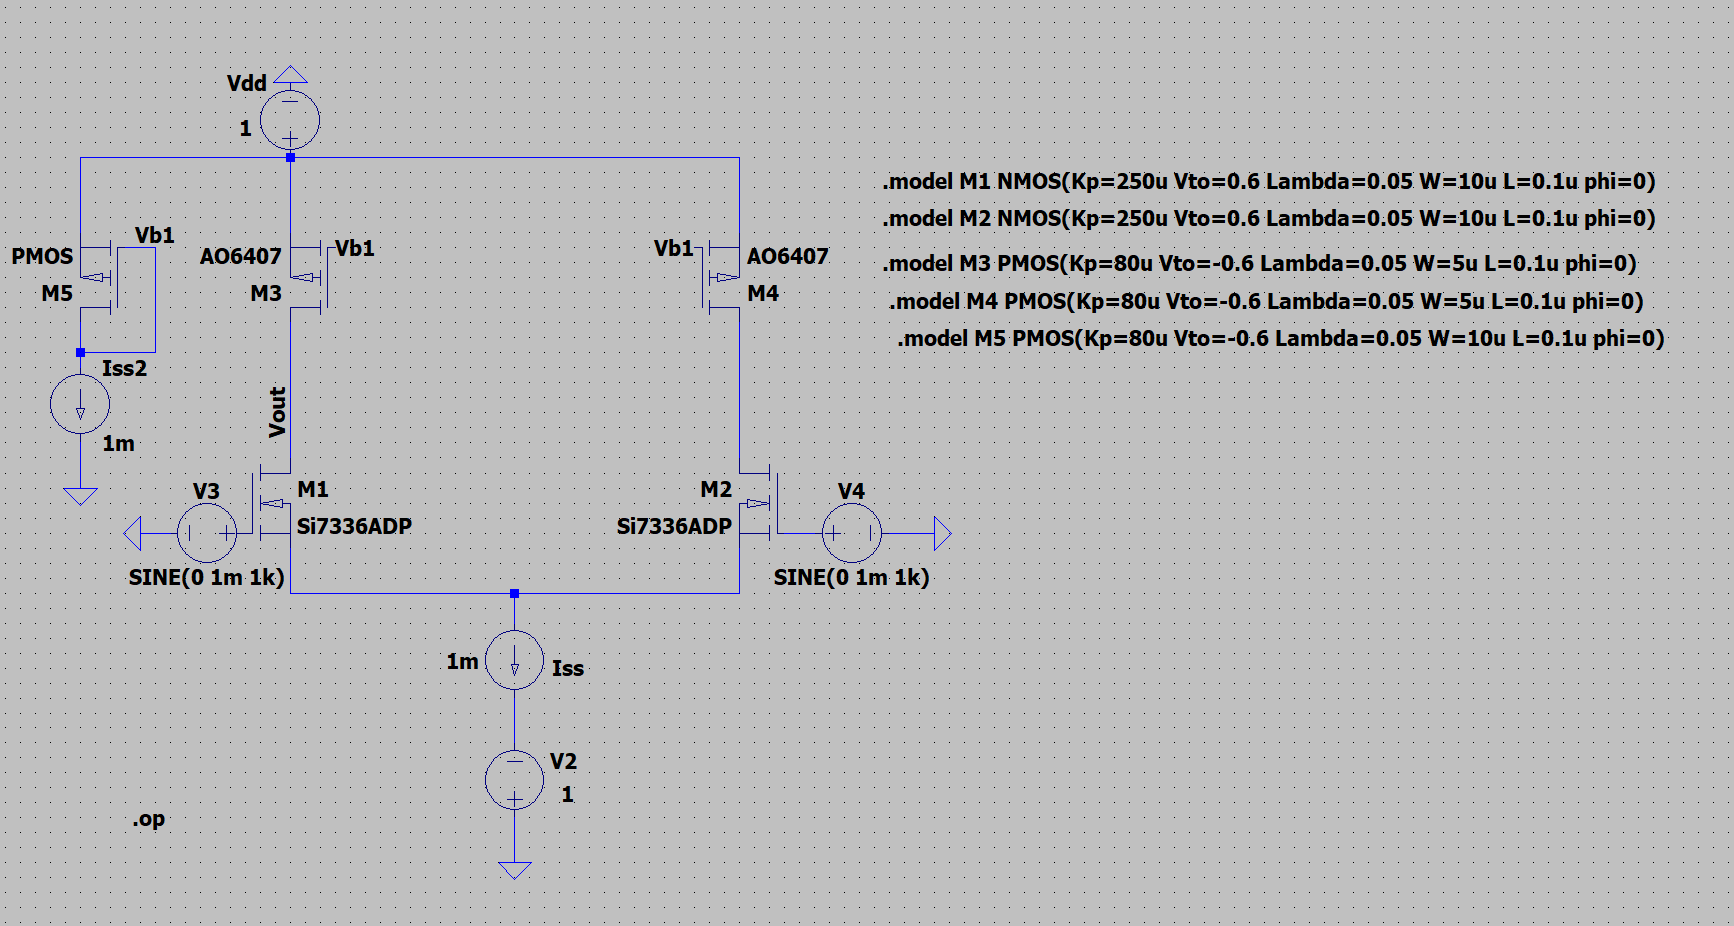 Vdd
1
.model M1 NMOS(Kp=250u Vto=0.6 Lambda=0.05 W=10u L=0.1u phi=0)
.model M2 NMOS(Kp=250u Vto=0.6 Lambda=0.05 W=10u L=0.1u phi=0)
Vb1
Vb1
Vb1
PMOS
AO6407
AO6407
.model M3 PMOS(Kp=80u Vto=-0.6 Lambda=0.05 W=5u L=0.1u phi=0)
M5
M3
M4
.model M4 PMOS(Kp=80u Vto=-0.6 Lambda=0.05 W=5u L=0.1u phi=0)
.model M5 PMOS(Kp=80u Vto=-0.6 Lambda=0.05 W=10u L=0.1u phi=0)
Iss2
1m
Vout
V3
M1
M2
V4
Si7336ADP
Si7336ADP
SINE(0 1m 1k)
SINE(0 1m 1k)
1m
Iss
V2
1
.op